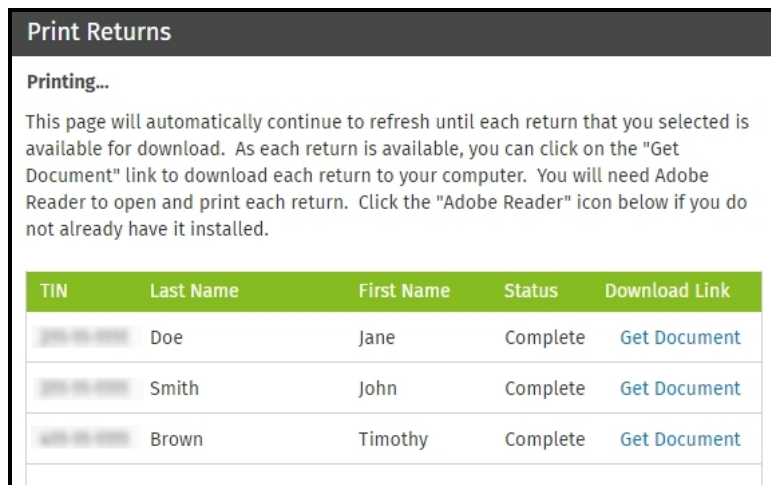 Print Returns
Printing...
This page will automatically continue to refresh until each return that you selected is
available for download. As each return is available, you can click on the "Get
Document" link to download each return to your computer. You will need Adobe
Reader to open and print each return. Click the "Adobe Reader" icon below if you do
not already have it installed.
TIN Last Name First Name Status Download Link
Doe Jane Complete Get Document
Smith John Complete Get Document
Brown Timothy Complete Get Document